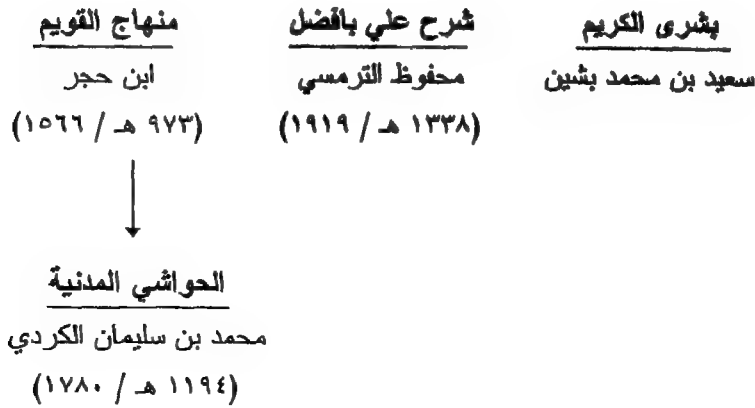 بشرى الكريم
سعيد بن محمد بشين
شرح علي بافضل
محفوظ الترمسي
(١٣٣٨ هـ / ١٩١٩)
منهاج القويم
ابن حجر
(٩٧٣ هـ / ١٥٦٦)
الحواشي المدنية
محمد بن سليمان الكردي
(١١٩٤ هـ / ١٧٨٠)